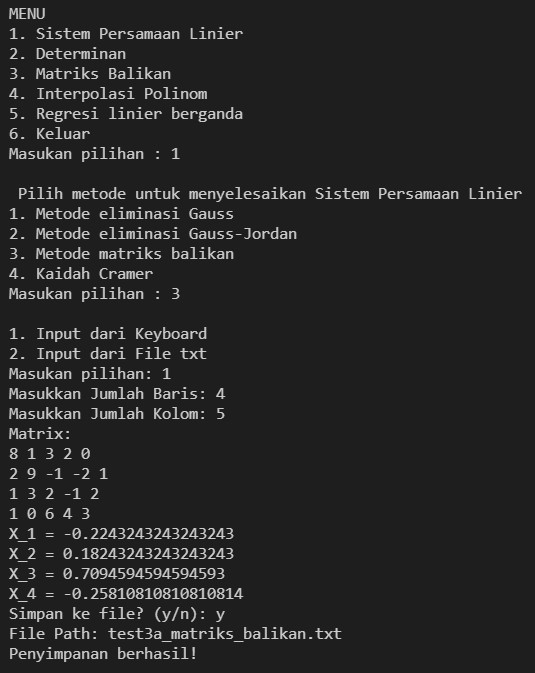 MENU
1. Sistem Persamaan Linier
2. Determinan
3. Matriks Balikan
4. Interpolasi Polinom
5. Regresi linier berganda
6. Keluar
Masukan pilihan : 1
Pilih metode untuk menyelesaikan Sistem Persamaan Linier
1. Metode eliminasi Gauss
2. Metode eliminasi Gauss-Jordan
3. Metode matriks balikan
4. Kaidah Cramer
Masukan pilihan : 3
1. Input dari Keyboard
2. Input dari File txt
Masukan pilihan: 1
Masukkan Jumlah Baris: 4
Masukkan Jumlah Kolom: 5
Matrix:
8 1 3 2 0
2 9 -1 -2 1
1 3 2 -1 2
1 0 6 4 3
X_1 = -0.2243243243243243
X_2 = 0.18243243243243243
X_3 = 0.7094594594594593
X_4 = -0.25810810810810814
Simpan ke file? (y/n): y
File Path: test3a_matriks_balikan.txt
Penyimpanan berhasil!